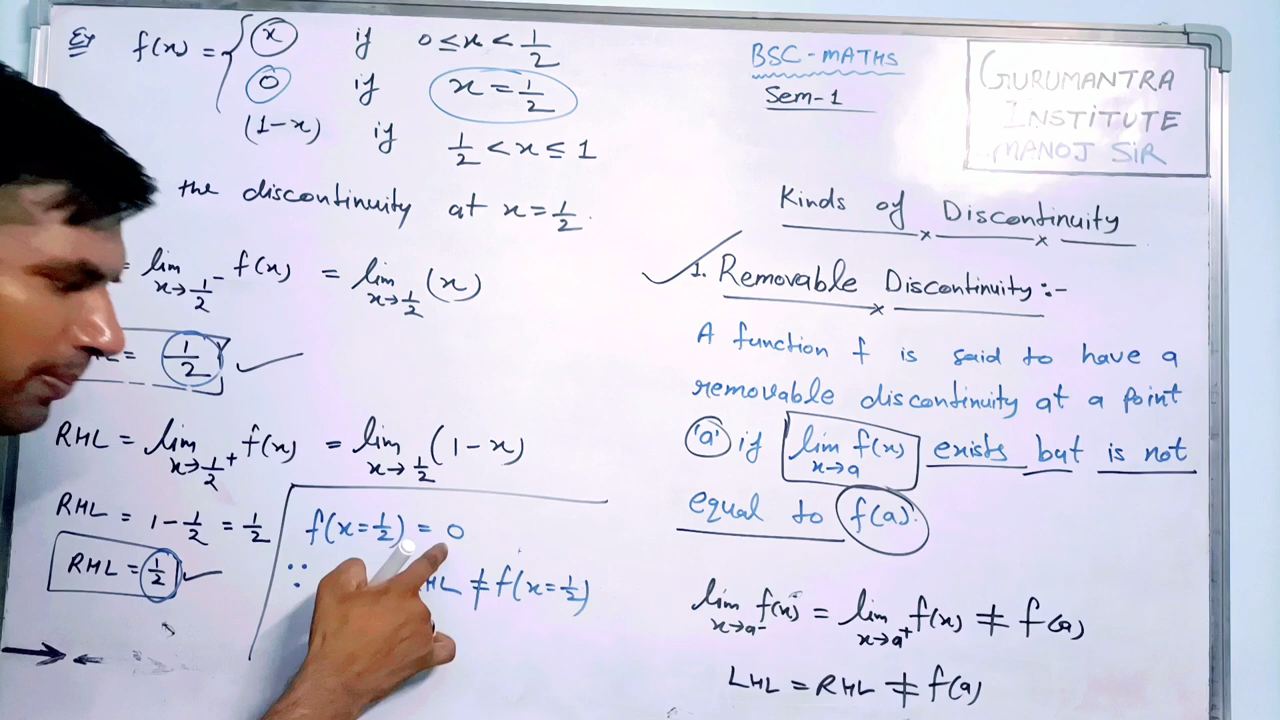 Ex f(x) = { x if 0 ≤ x < 1/2
0 if x = 1/2
(1-x) if 1/2 < x ≤ 1
the discontinuity at x = 1/2.
= lim x→1/2⁻ f(x) = lim x→1/2 (x)
= 1/2 ✓
RHL = lim x→1/2⁺ f(x) = lim x→1/2 (1-x)
RHL = 1-1/2 = 1/2
RHL = 1/2 ✓
f(x=1/2) = 0
∵ HL ≠ f(x=1/2)
BSC-MATHS
Sem-1
GURUMANTRA
INSTITUTE
MANOJ SIR
Kinds of Discontinuity
1. Removable Discontinuity:-
A function f is said to have a
removable discontinuity at a point
'a' if lim x→a f(x) exists but is not
equal to f(a).
lim x→a⁻ f(x) = lim x→a⁺ f(x) ≠ f(a)
LHL = RHL ≠ f(a)